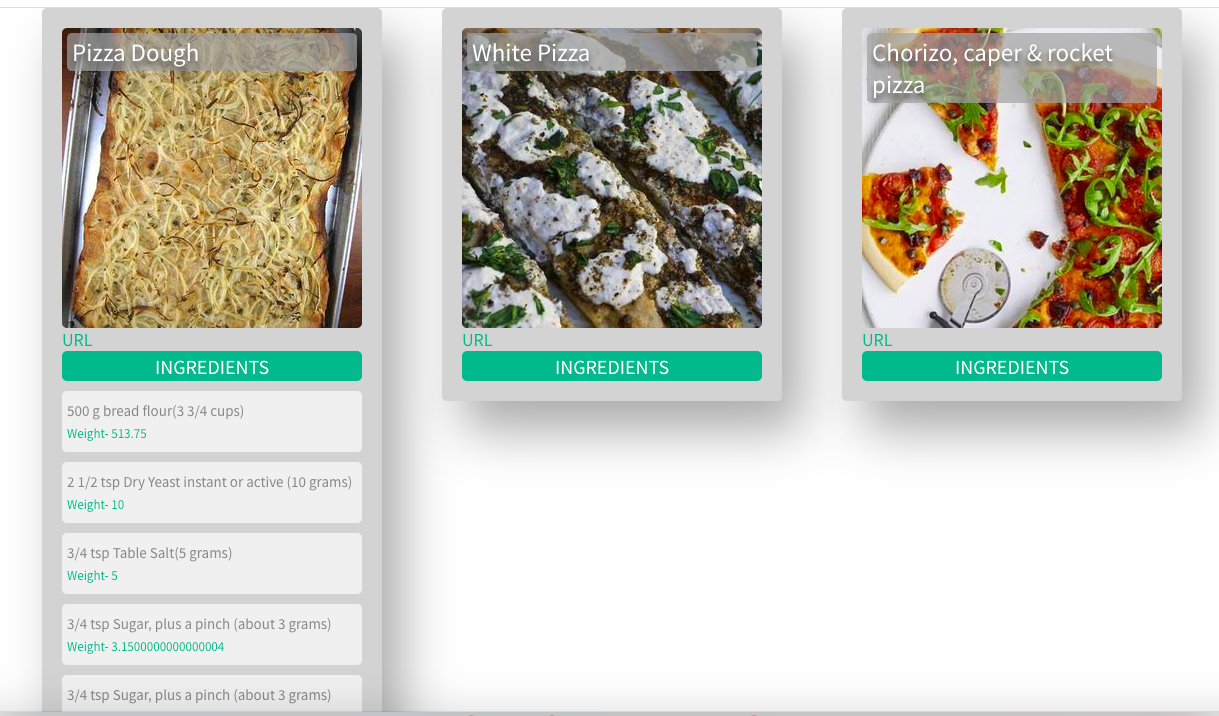 Pizza Dough
URL
INGREDIENTS
500 g bread flour(3 3/4 cups)
Weight- 513.75
2 1/2 tsp Dry Yeast instant or active (10 grams)
Weight- 10
3/4 tsp Table Salt(5 grams)
Weight- 5
3/4 tsp Sugar, plus a pinch (about 3 grams)
Weight- 3.1500000000000004
3/4 tsp Sugar, plus a pinch (about 3 grams)
White Pizza
URL
INGREDIENTS
Chorizo, caper & rocket
pizza
URL
INGREDIENTS